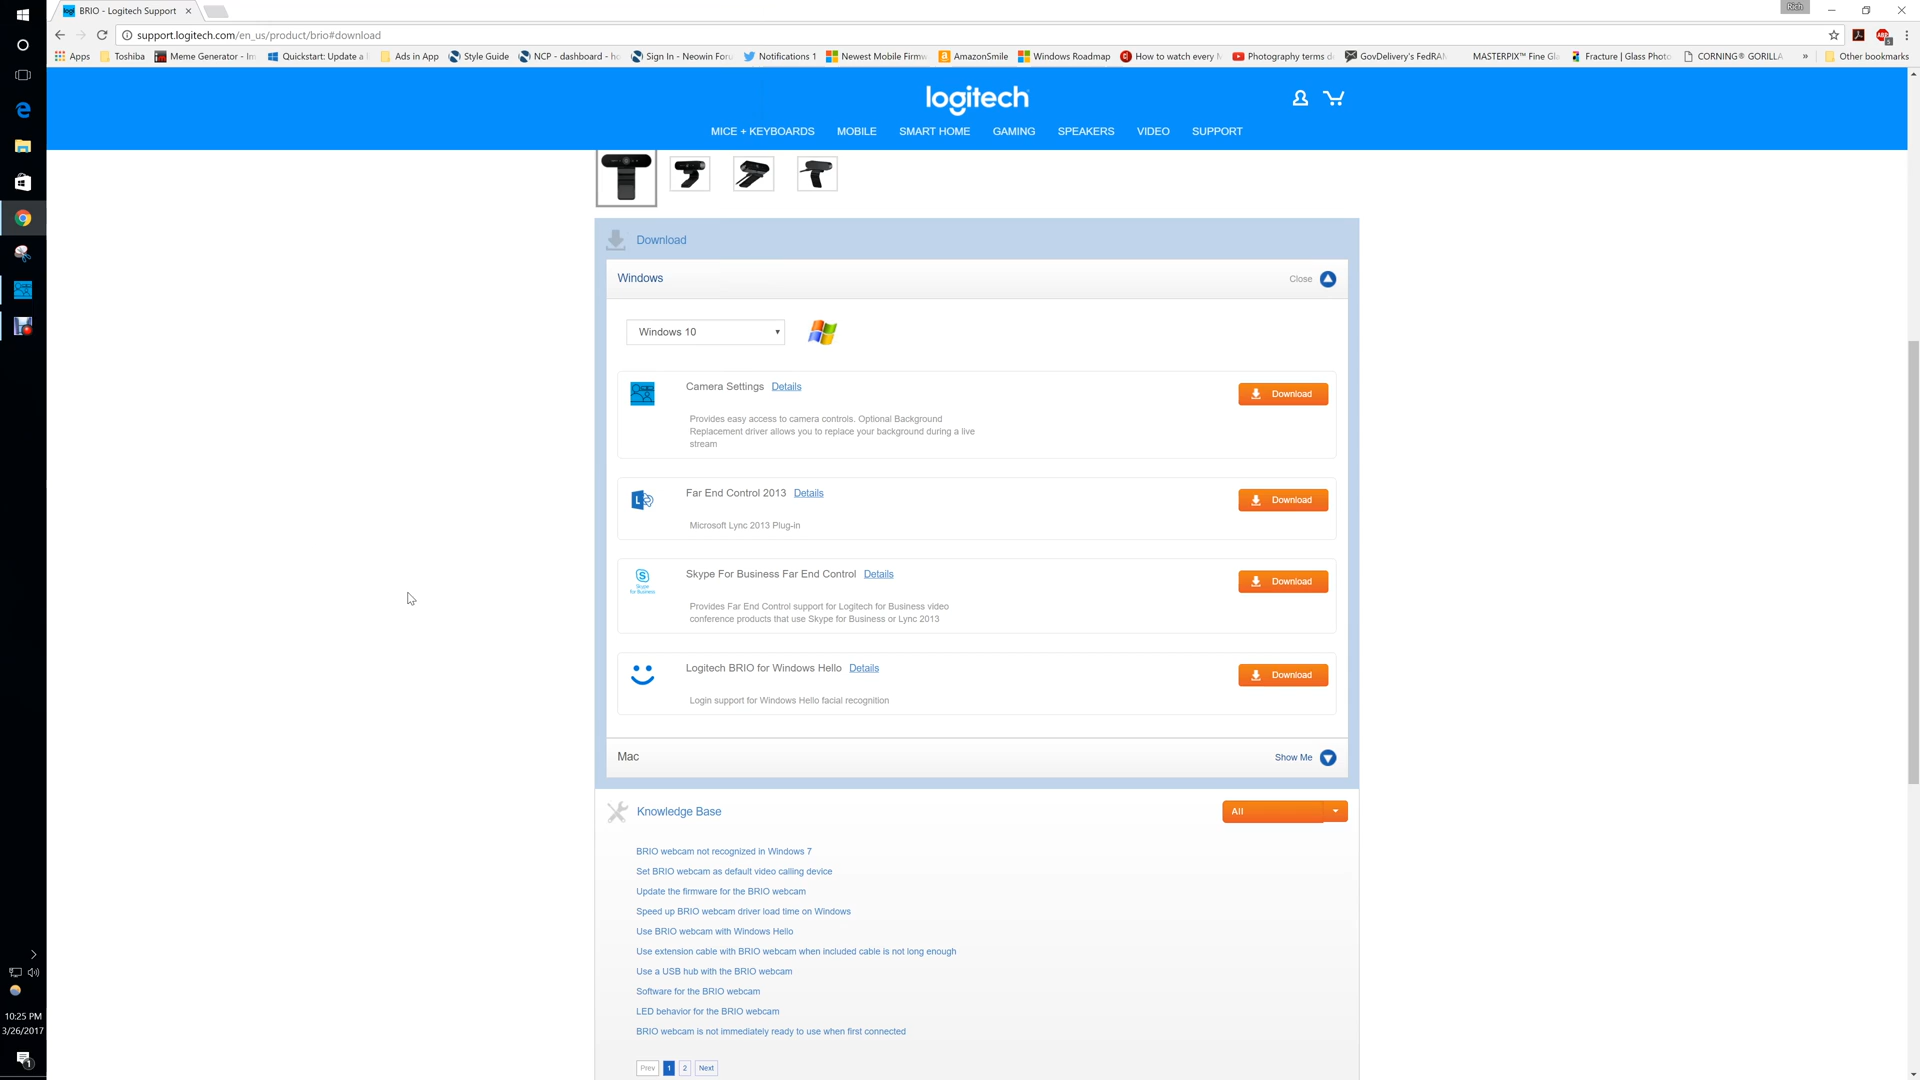 BRIO - Logitech Support
Rich
support.logitech.com/en_us/product/brio#download
Apps
Toshiba
Meme Generator - Im
Quickstart: Update a
Ads in App
Style Guide
NCP - dashboard - ho
Sign In - Neowin Foru
Notifications 1
Newest Mobile Firmw
AmazonSmile
Windows Roadmap
How to watch every N
Photography terms d
GovDelivery's FedRAM
MASTERPIX™ Fine Gla
Fracture | Glass Photo
CORNING® GORILLA
»
Other bookmarks
logitech
MICE + KEYBOARDS
MOBILE
SMART HOME
GAMING
SPEAKERS
VIDEO
SUPPORT
Download
Windows
Close
Windows 10
Camera Settings Details
Download
Provides easy access to camera controls. Optional Background
Replacement driver allows you to replace your background during a live
stream
Far End Control 2013 Details
Download
Microsoft Lync 2013 Plug-in
Skype For Business Far End Control Details
Download
Skype
for Business
Provides Far End Control support for Logitech for Business video
conference products that use Skype for Business or Lync 2013
Logitech BRIO for Windows Hello Details
Download
Login support for Windows Hello facial recognition
Mac
Show Me
Knowledge Base
All
BRIO webcam not recognized in Windows 7
Set BRIO webcam as default video calling device
Update the firmware for the BRIO webcam
Speed up BRIO webcam driver load time on Windows
Use BRIO webcam with Windows Hello
Use extension cable with BRIO webcam when included cable is not long enough
Use a USB hub with the BRIO webcam
Software for the BRIO webcam
LED behavior for the BRIO webcam
BRIO webcam is not immediately ready to use when first connected
Prev 1 2 Next
10:25 PM
3/26/2017
1